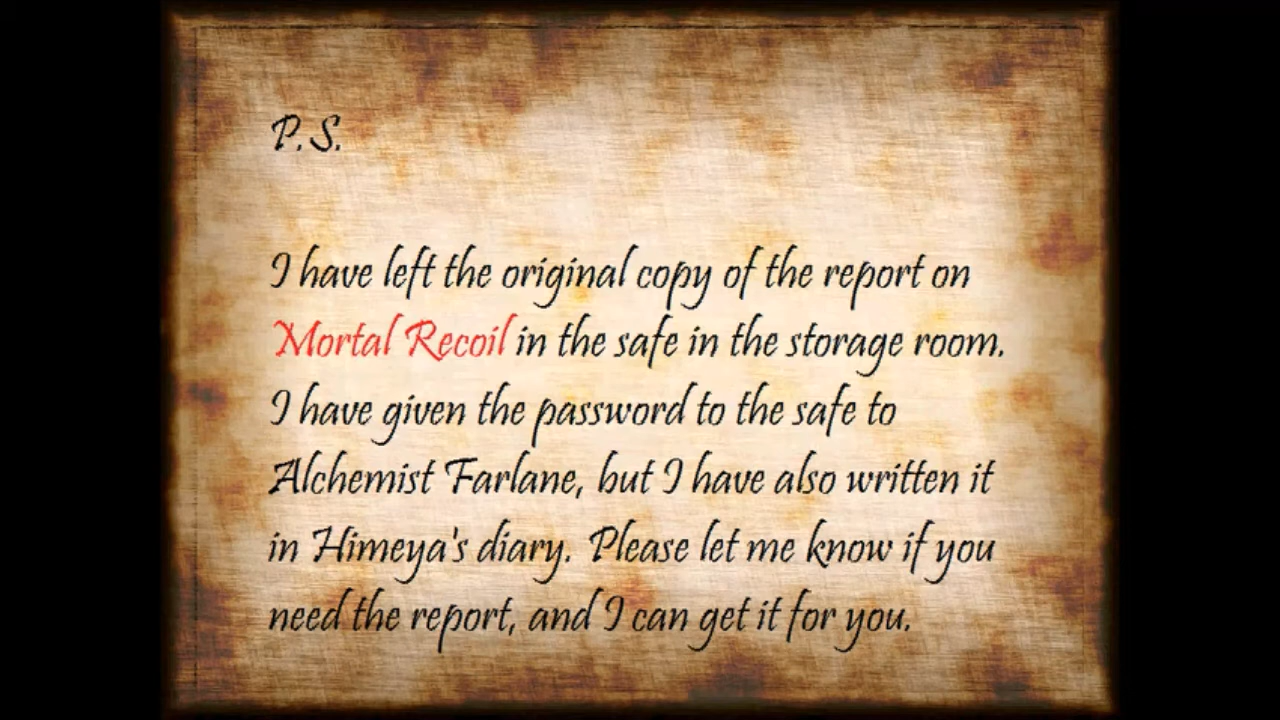 P.S.
I have left the original copy of the report on
Mortal Recoil in the safe in the storage room.
I have given the password to the safe to
Alchemist Farlane, but I have also written it
in Himeya's diary. Please let me know if you
need the report, and I can get it for you.